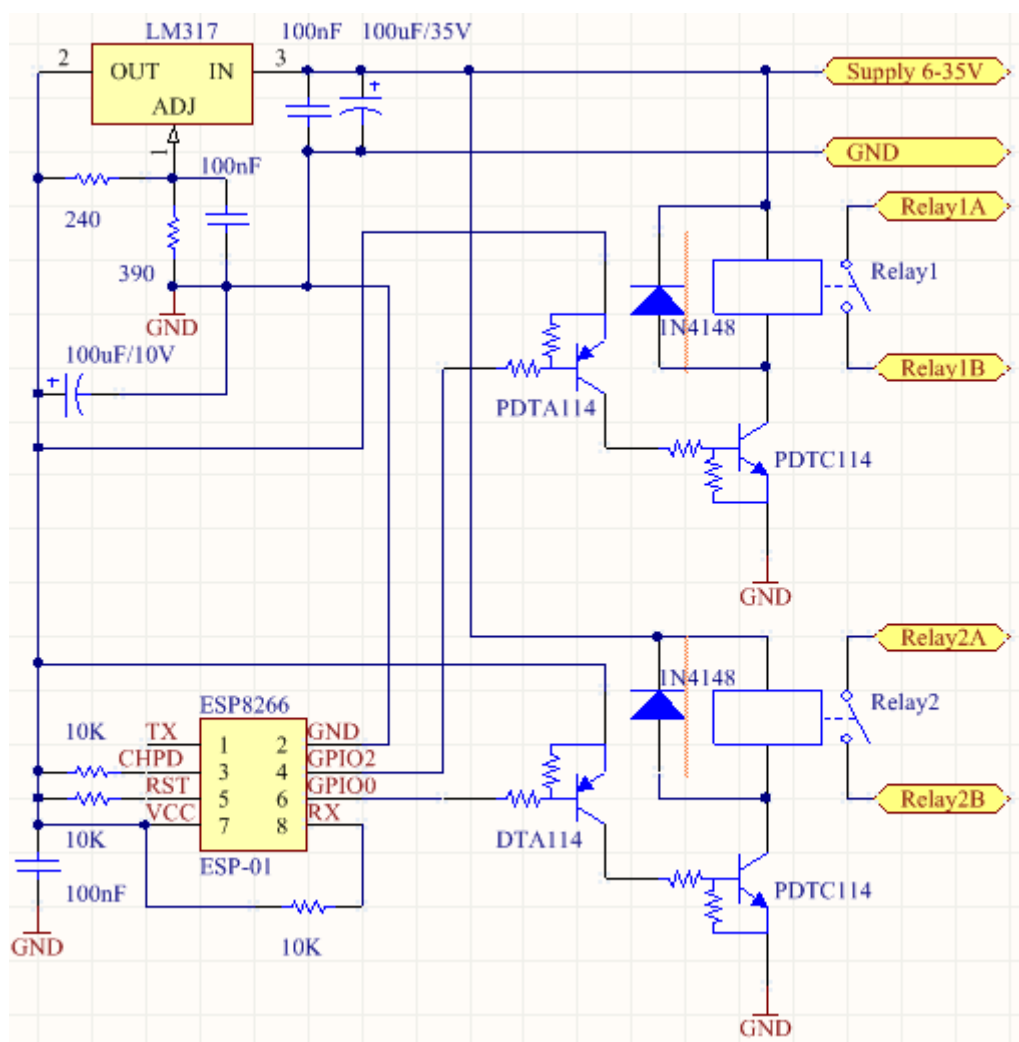 LM317
100nF 100uF/35V
2 OUT IN 3
ADJ
1
Supply 6-35V
GND
100nF
240
390
GND
100uF/10V
Relay1A
Relay1
1N4148
Relay1B
PDTA114
PDTC114
GND
Relay2A
1N4148
Relay2
Relay2B
ESP8266
10K TX 1 2 GND
CHPD 3 4 GPIO2
RST 5 6 GPIO0
VCC 7 8 RX
10K
ESP-01
100nF
GND
10K
DTA114
PDTC114
GND